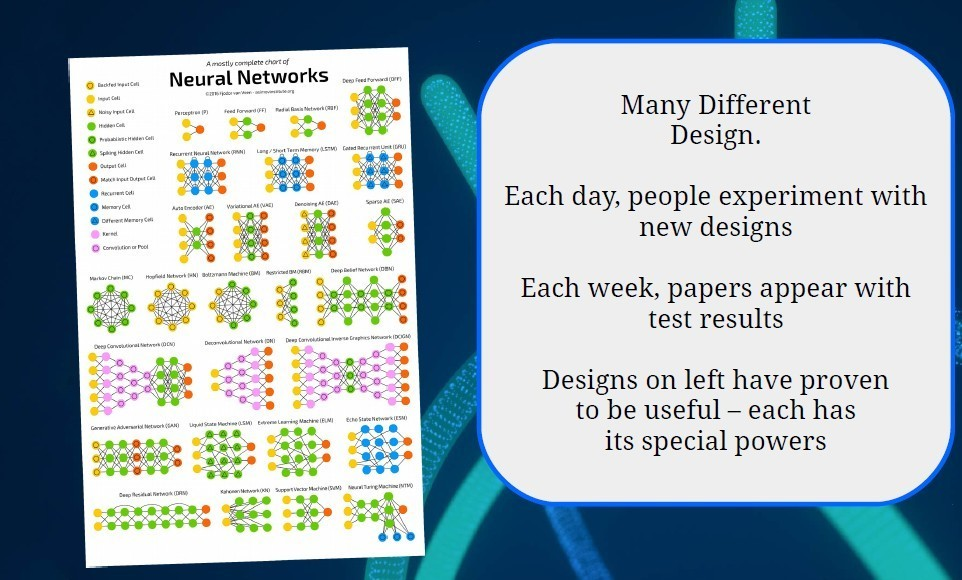 A mostly complete chart of
Neural Networks
©2016 Fjodor van Veen - asimovinstitute.org
Backfed Input Cell
Input Cell
Noisy Input Cell
Hidden Cell
Probablistic Hidden Cell
Spiking Hidden Cell
Output Cell
Match Input Output Cell
Recurrent Cell
Memory Cell
Different Memory Cell
Kernel
Convolution or Pool
Perceptron (P)
Feed Forward (FF)
Radial Basis Network (RBF)
Deep Feed Forward (DFF)
Recurrent Neural Network (RNN)
Long / Short Term Memory (LSTM)
Gated Recurrent Unit (GRU)
Auto Encoder (AE)
Variational AE (VAE)
Denoising AE (DAE)
Sparse AE (SAE)
Markov Chain (MC)
Hopfield Network (HN)
Boltzmann Machine (BM)
Restricted BM (RBM)
Deep Belief Network (DBN)
Deep Convolutional Network (DCN)
Deconvolutional Network (DN)
Deep Convolutional Inverse Graphics Network (DCIGN)
Generative Adversarial Network (GAN)
Liquid State Machine (LSM)
Extreme Learning Machine (ELM)
Echo State Network (ESN)
Deep Residual Network (DRN)
Kohonen Network (KN)
Support Vector Machine (SVM)
Neural Turing Machine (NTM)
Many Different
Design.
Each day, people experiment with
new designs
Each week, papers appear with
test results
Designs on left have proven
to be useful – each has
its special powers